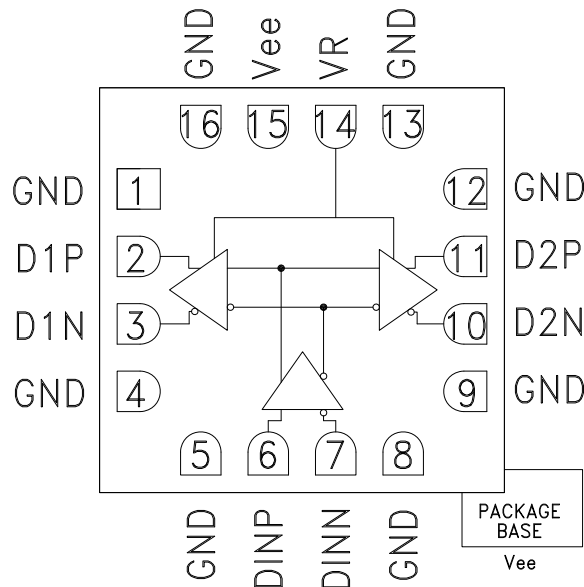 GND
Vee
VR
GND
16
15
14
13
GND
1
12
GND
D1P
2
11
D2P
D1N
3
10
D2N
GND
4
9
GND
5
6
7
8
GND
DINP
DINN
GND
PACKAGE
BASE
Vee